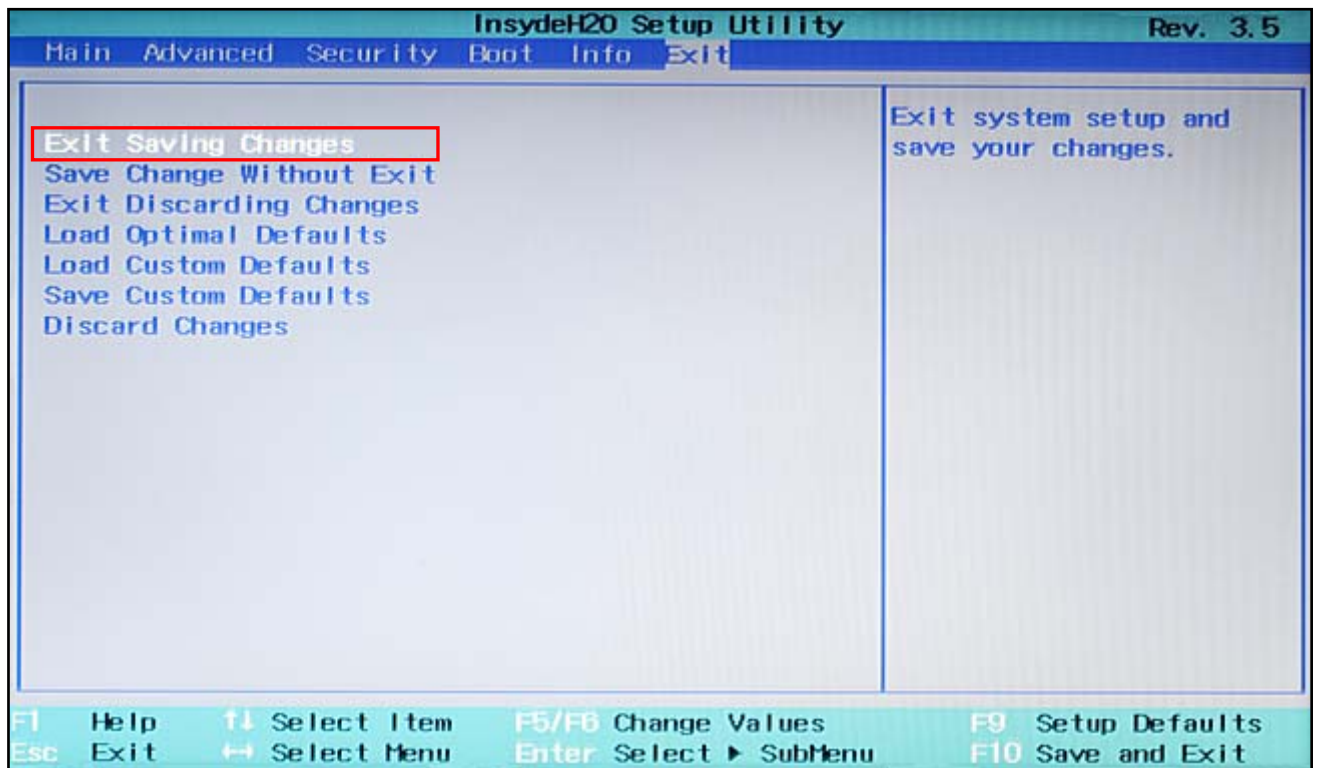 InsydeH2O Setup Utility Rev. 3.5
Main Advanced Security Boot Info Exit
Exit Saving Changes
Save Change Without Exit
Exit Discarding Changes
Load Optimal Defaults
Load Custom Defaults
Save Custom Defaults
Discard Changes
Exit system setup and
save your changes.
F1 Help ↑↓ Select Item F5/F6 Change Values F9 Setup Defaults
Esc Exit ↔ Select Menu Enter Select ▶ SubMenu F10 Save and Exit